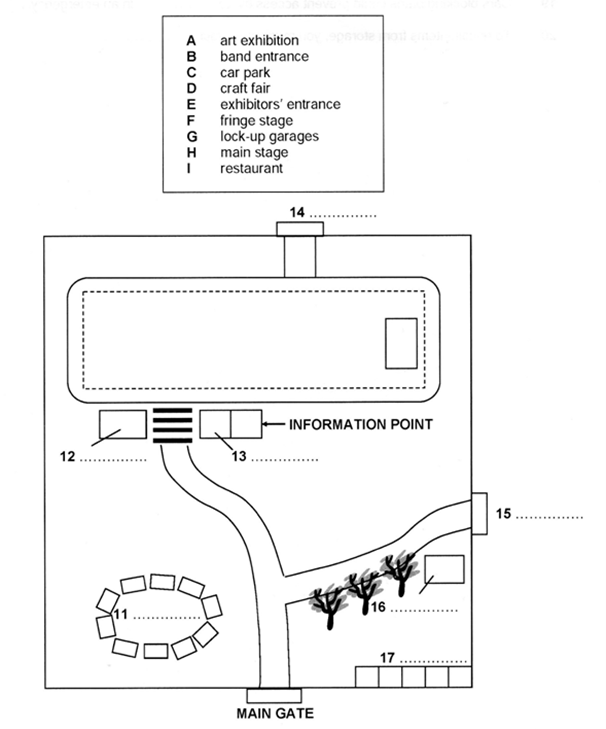 A art exhibition
B band entrance
C car park
D craft fair
E exhibitors' entrance
F fringe stage
G lock-up garages
H main stage
I restaurant
14 ...............
INFORMATION POINT
12 ...............
13 ...............
15 ...............
11 ...............
16 ...............
17 ...............
MAIN GATE